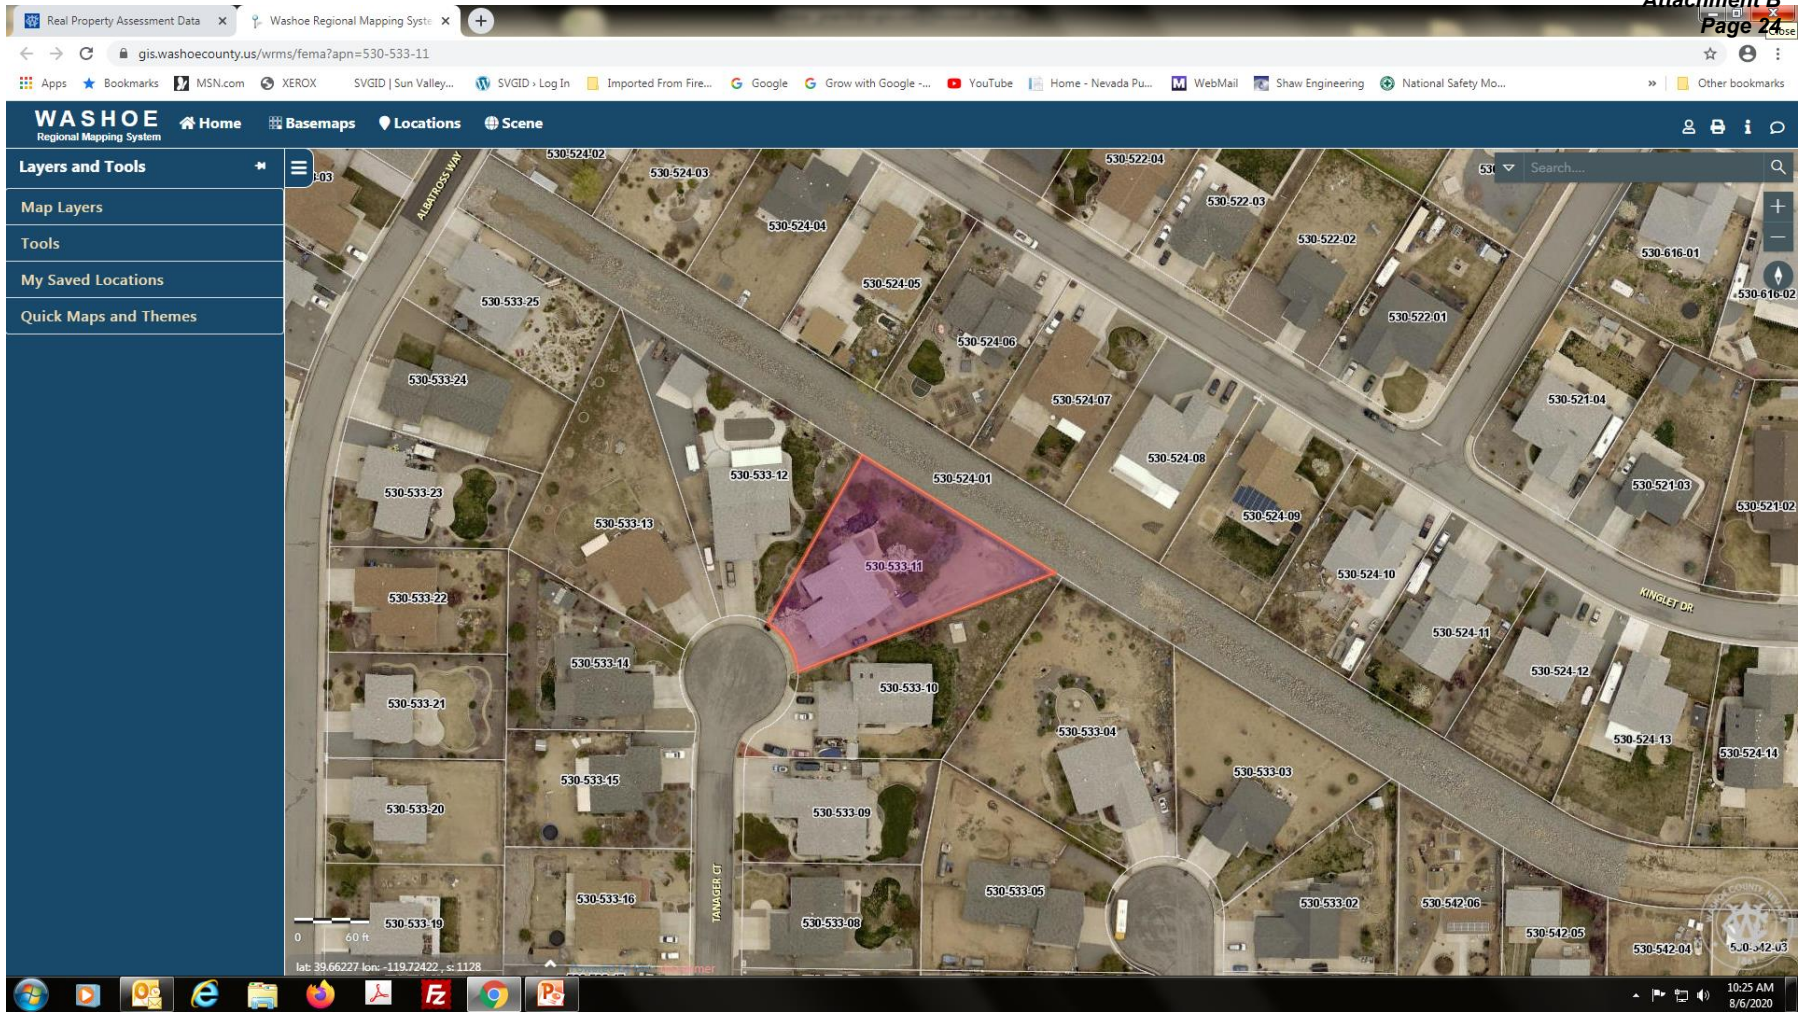 Attachment B
Page 24
Close
Real Property Assessment Data
Washoe Regional Mapping Syste
gis.washoecounty.us/wrms/fema?apn=530-533-11
Apps
Bookmarks
MSN.com
XEROX
SVGID | Sun Valley...
SVGID › Log In
Imported From Fire...
Google
Grow with Google -...
YouTube
Home - Nevada Pu...
WebMail
Shaw Engineering
National Safety Mo...
»
Other bookmarks
WASHOE
Regional Mapping System
Home
Basemaps
Locations
Scene
Layers and Tools
Map Layers
Tools
My Saved Locations
Quick Maps and Themes
Search....
ALBATROSS WAY
530-524-02
530-524-03
530-522-04
530-522-03
530-524-04
530-522-02
530-616-01
530-524-05
530-616-02
530-533-25
530-522-01
530-524-06
530-533-24
530-524-07
530-521-04
530-524-08
530-533-12
530-524-01
530-521-03
530-533-23
530-521-02
530-524-09
530-533-13
530-533-11
530-524-10
530-533-22
KINGLET DR
530-524-11
530-533-14
530-524-12
530-533-10
530-533-21
530-533-04
530-524-13
530-524-14
530-533-03
530-533-15
530-533-20
530-533-09
TANAGER CT
530-533-05
530-533-16
530-533-02
530-542-06
530-533-19
530-533-08
530-542-05
530-542-04
530-542-03
0 60 ft
lat: 39.66227 lon: -119.72422 , s: 1128
10:25 AM
8/6/2020